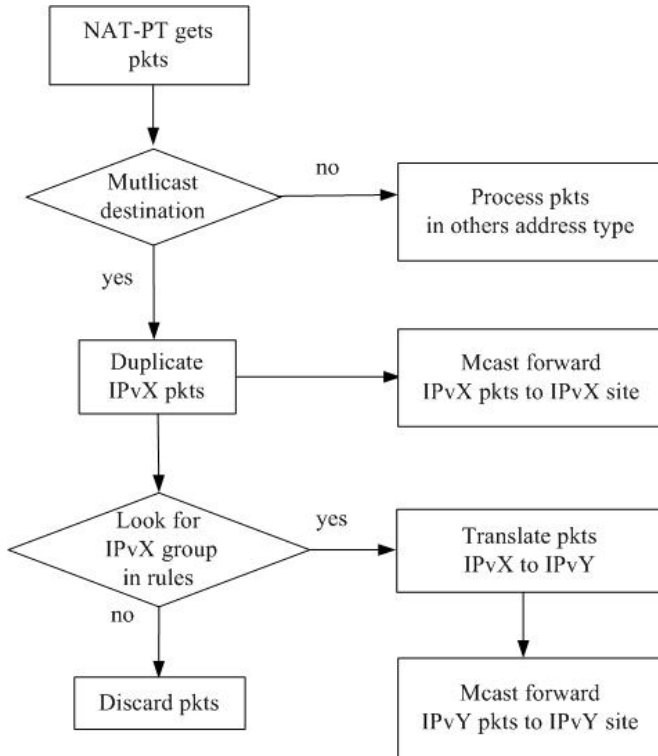 NAT-PT gets
pkts
Mutlicast
destination
no
Process pkts
in others address type
yes
Duplicate
IPvX pkts
Mcast forward
IPvX pkts to IPvX site
Look for
IPvX group
in rules
yes
Translate pkts
IPvX to IPvY
no
Discard pkts
Mcast forward
IPvY pkts to IPvY site